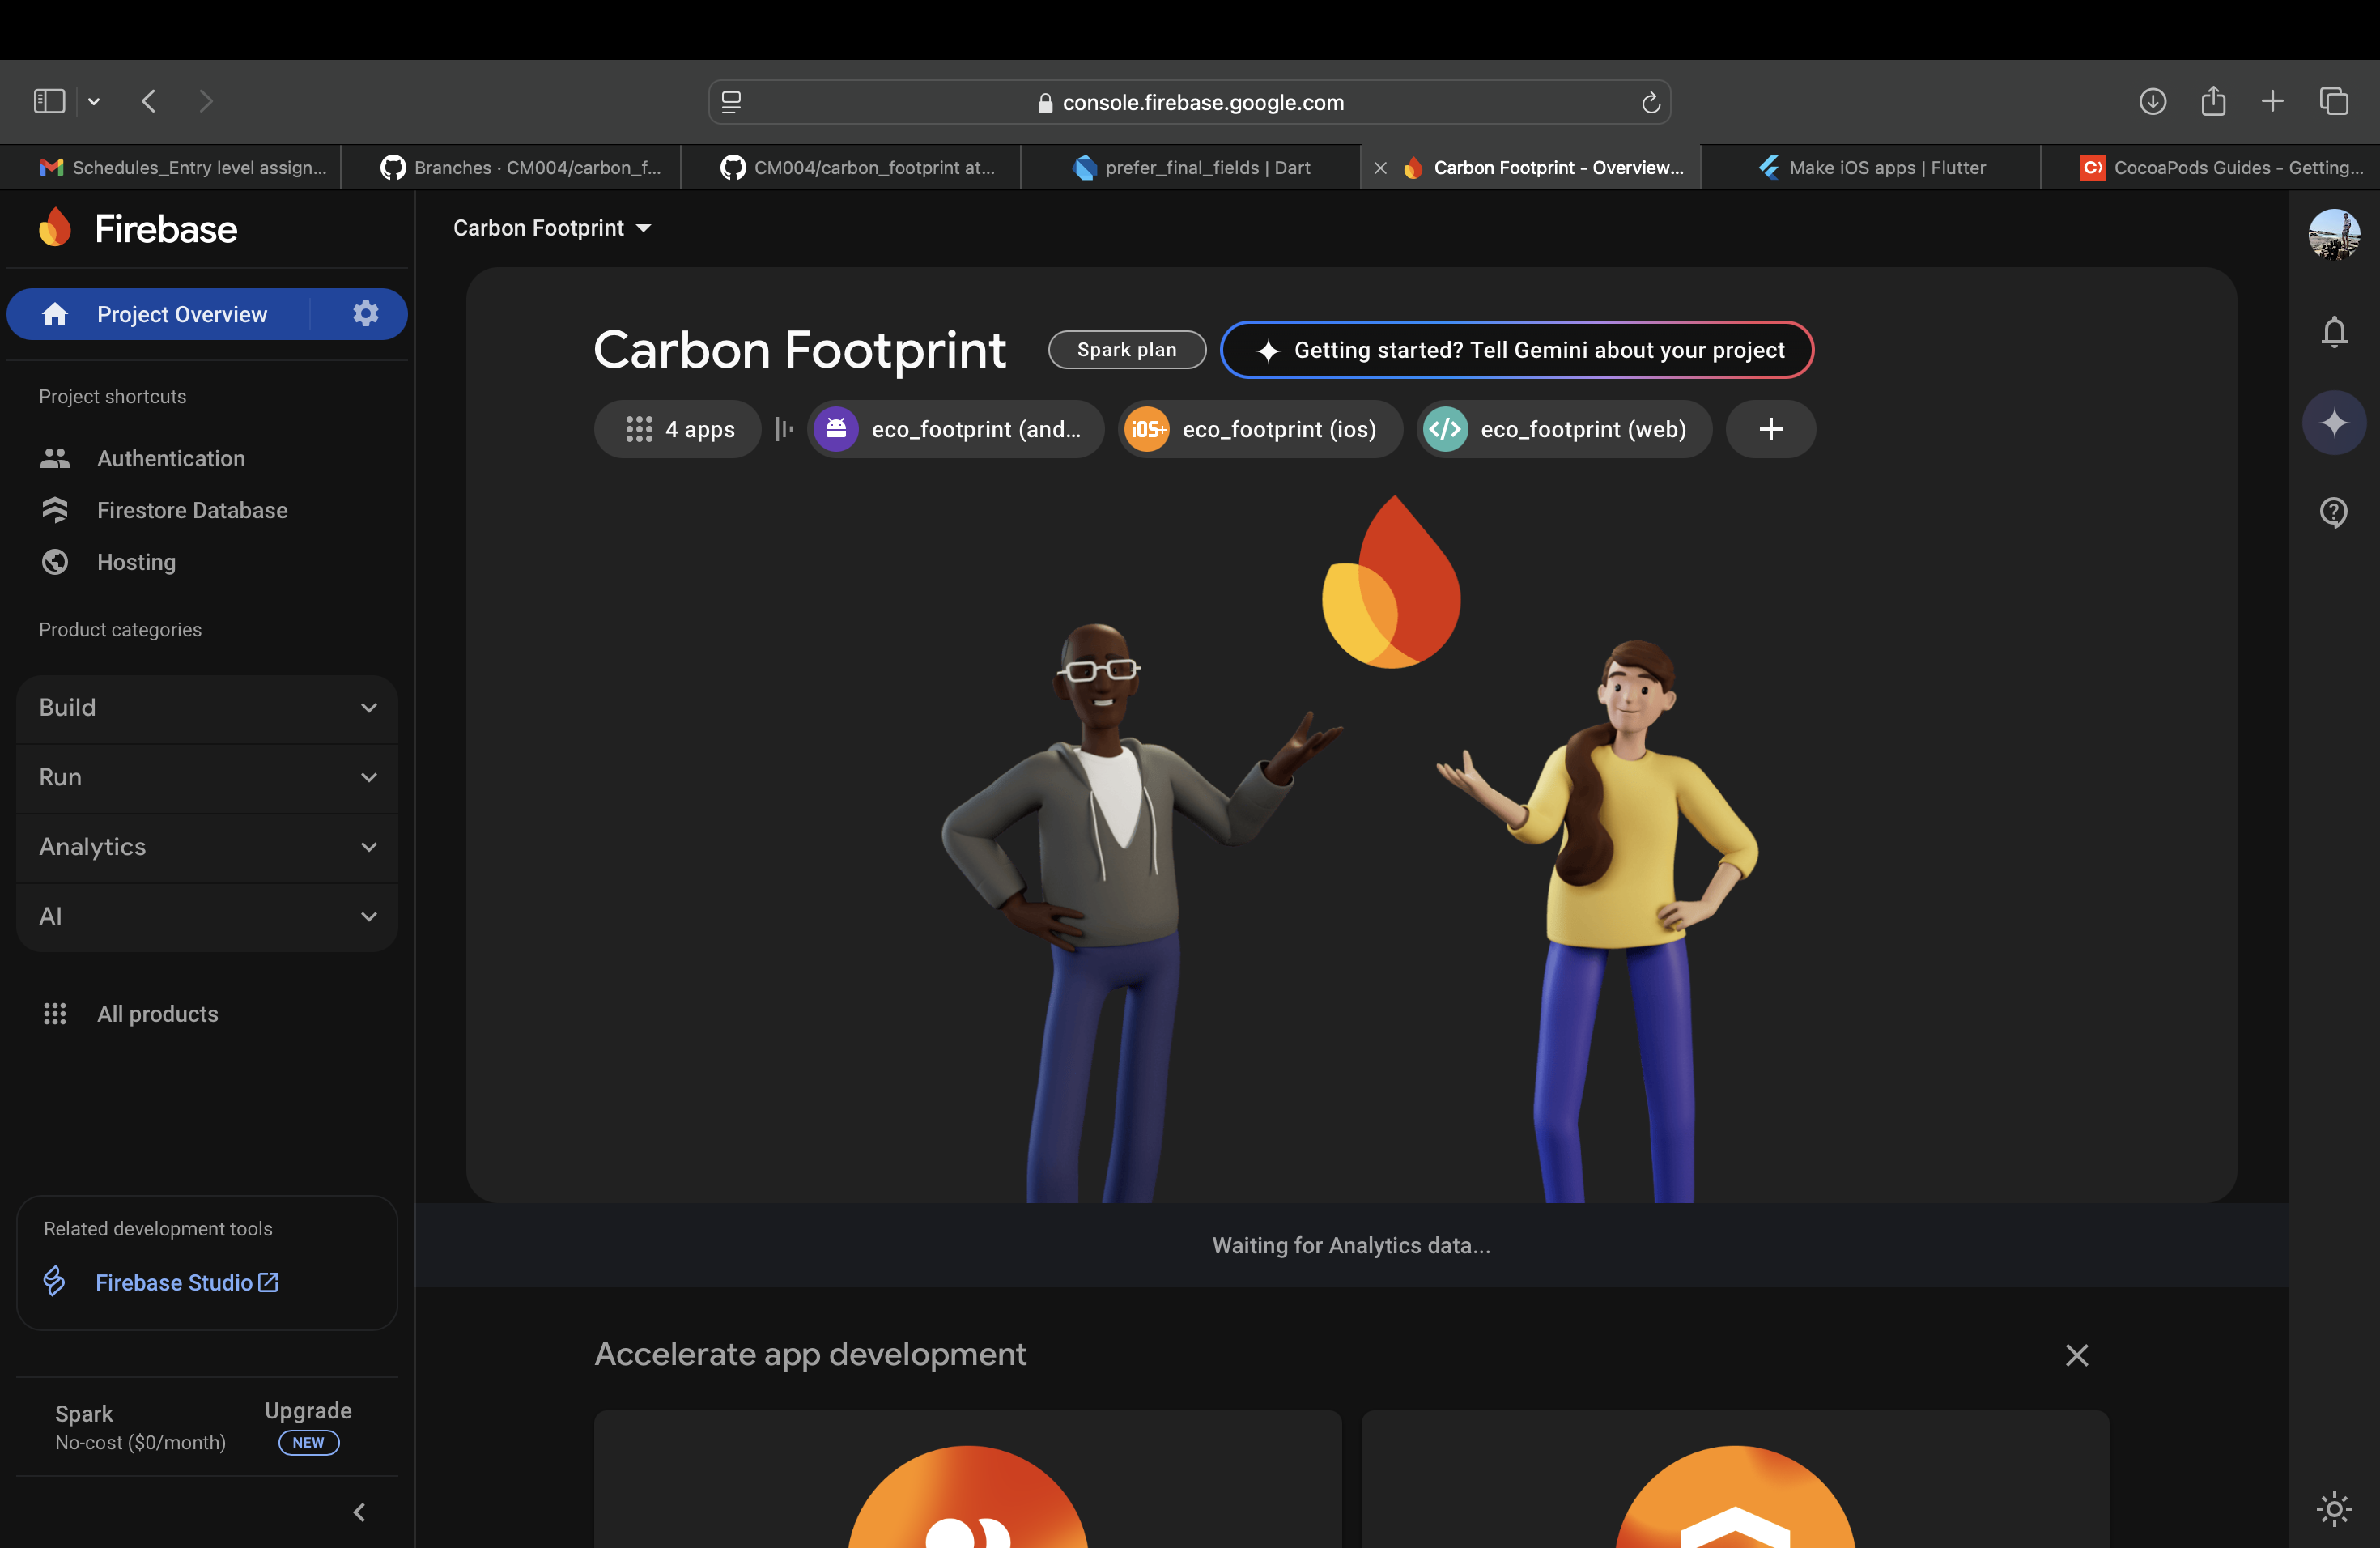 console.firebase.google.com
Schedules_Entry level assign...
Branches · CM004/carbon_f...
CM004/carbon_footprint at...
prefer_final_fields | Dart
Carbon Footprint - Overview...
Make iOS apps | Flutter
CocoaPods Guides - Getting...
Firebase
Project Overview
Project shortcuts
Authentication
Firestore Database
Hosting
Product categories
Build
Run
Analytics
AI
All products
Related development tools
Firebase Studio
Spark
No-cost ($0/month)
Upgrade
NEW
Carbon Footprint
Carbon Footprint
Spark plan
Getting started? Tell Gemini about your project
4 apps
eco_footprint (and...
iOS+
eco_footprint (ios)
eco_footprint (web)
Waiting for Analytics data...
Accelerate app development